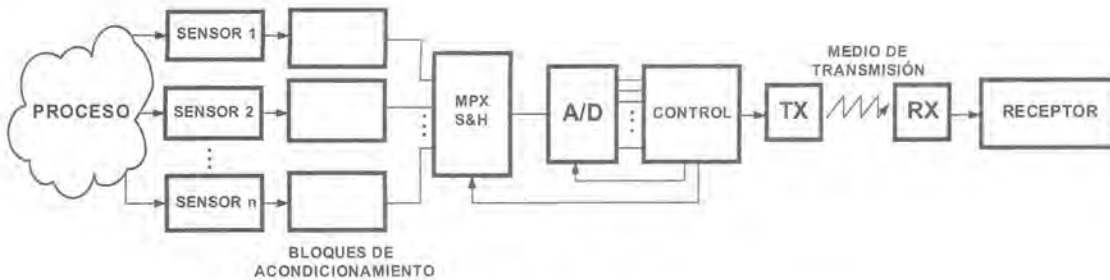 PROCESO
SENSOR 1
SENSOR 2
SENSOR n
BLOQUES DE
ACONDICIONAMIENTO
MPX
S&H
A/D
CONTROL
TX
MEDIO DE
TRANSMISIÓN
RX
RECEPTOR